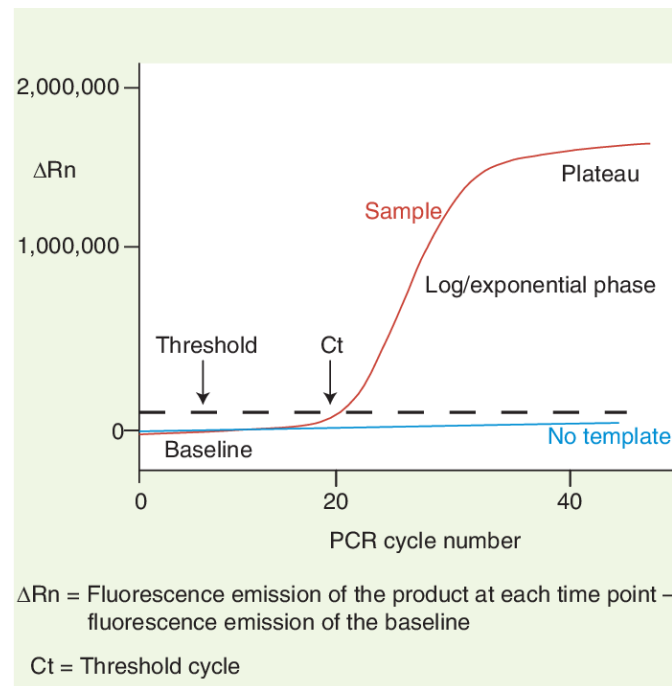 2,000,000
ΔRn
Plateau
Sample
1,000,000
Log/exponential phase
Threshold
Ct
0
No template
Baseline
0
20
40
PCR cycle number
ΔRn = Fluorescence emission of the product at each time point –
fluorescence emission of the baseline
Ct = Threshold cycle